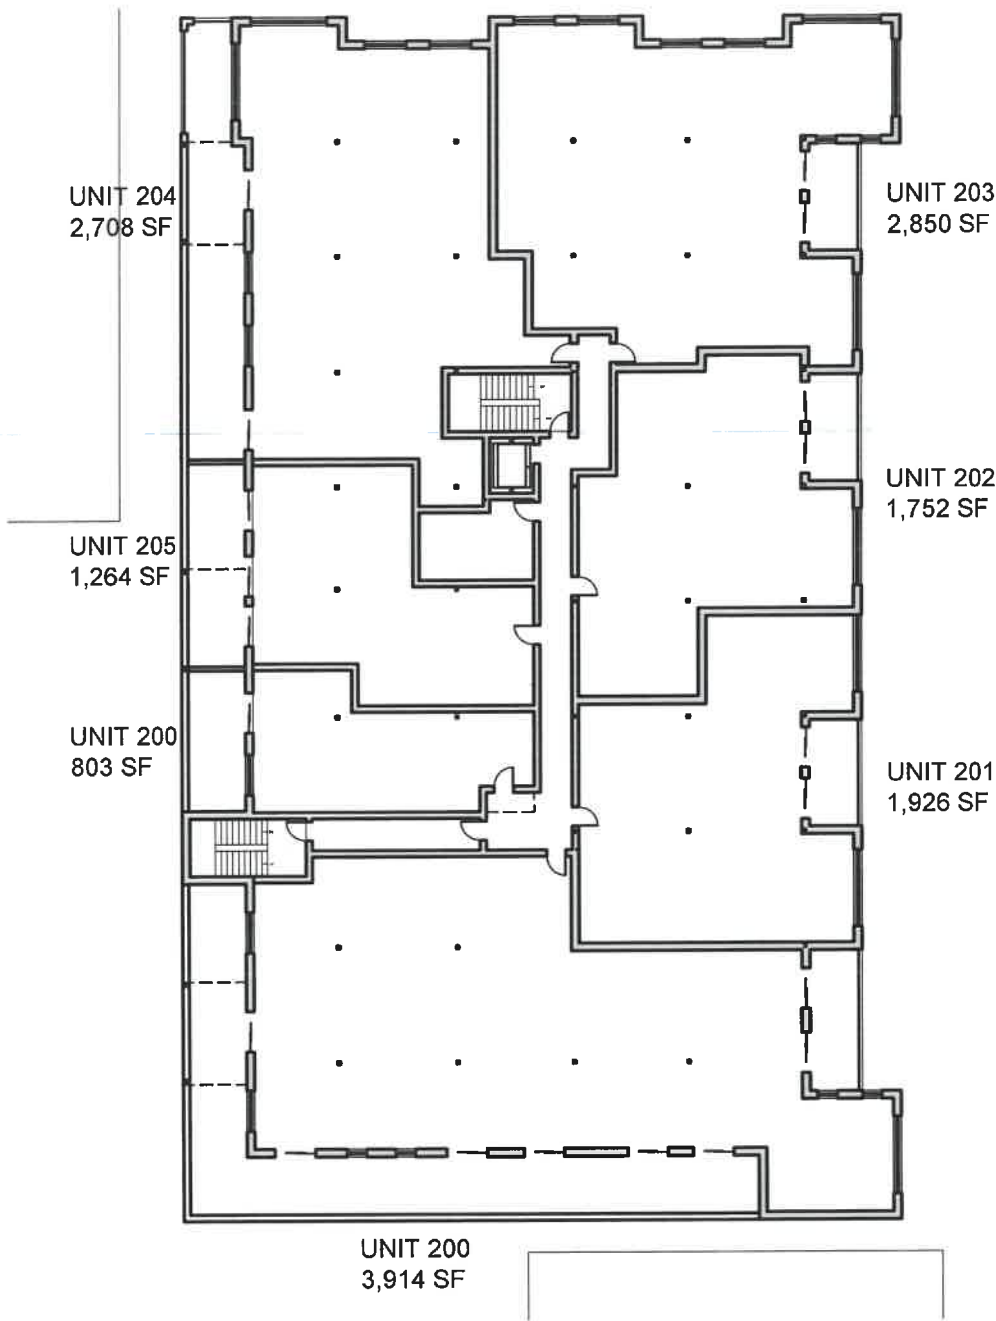 UNIT 204
2,708 SF
UNIT 203
2,850 SF
UNIT 202
1,752 SF
UNIT 205
1,264 SF
UNIT 200
803 SF
UNIT 201
1,926 SF
UNIT 200
3,914 SF